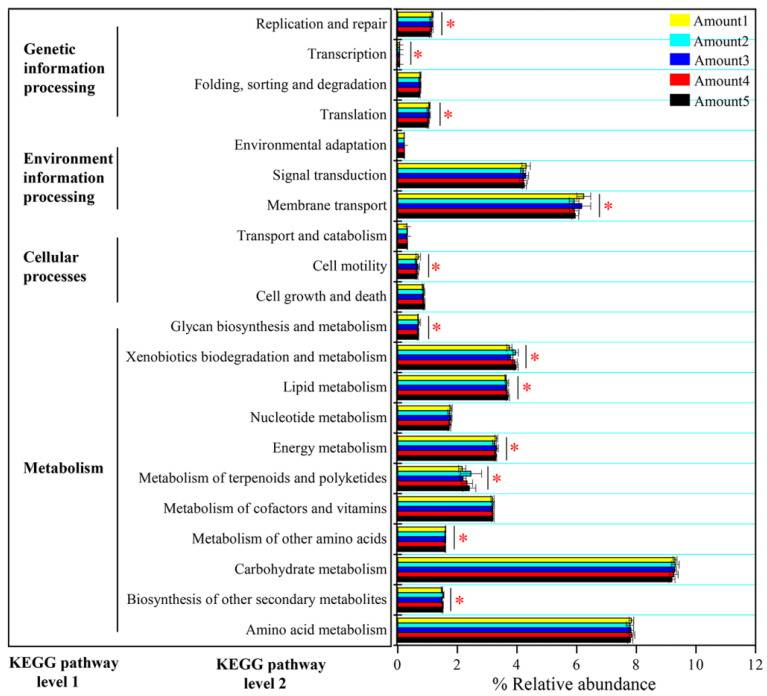 Replication and repair
Genetic
information
processing
Transcription
Folding, sorting and degradation
Translation
Environment
information
processing
Environmental adaptation
Signal transduction
Membrane transport
Cellular
processes
Transport and catabolism
Cell motility
Cell growth and death
Metabolism
Glycan biosynthesis and metabolism
Xenobiotics biodegradation and metabolism
Lipid metabolism
Nucleotide metabolism
Energy metabolism
Metabolism of terpenoids and polyketides
Metabolism of cofactors and vitamins
Metabolism of other amino acids
Carbohydrate metabolism
Biosynthesis of other secondary metabolites
Amino acid metabolism
KEGG pathway
level 1
KEGG pathway
level 2
*
*
*
*
*
*
*
*
*
*
*
*
Amount1
Amount2
Amount3
Amount4
Amount5
0 2 4 6 8 10 12
% Relative abundance